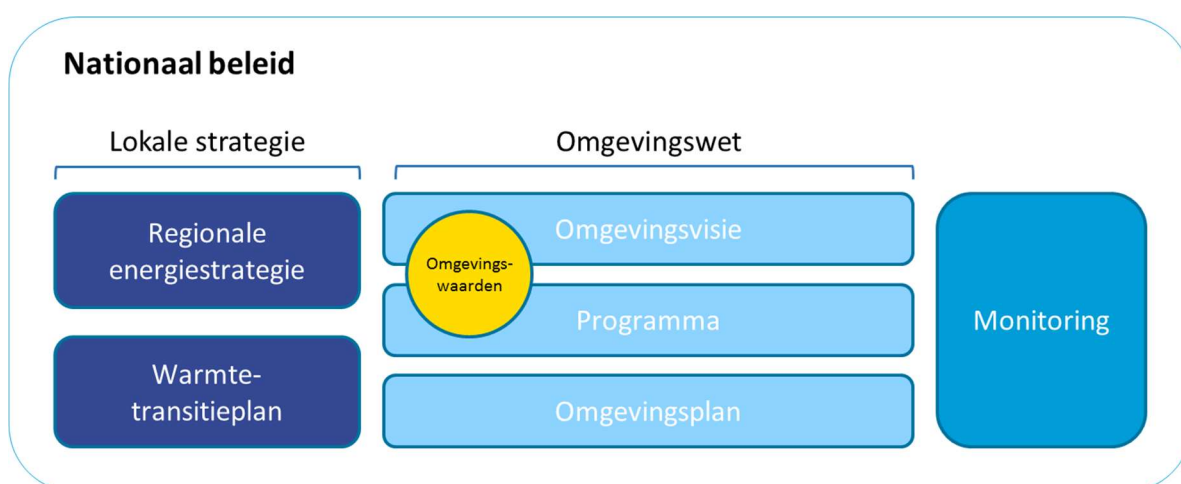 Nationaal beleid
Lokale strategie
Omgevingswet
Regionale
energiestrategie
Warmte-
transitieplan
Omgevingsvisie
Omgevings-
waarden
Programma
Omgevingsplan
Monitoring